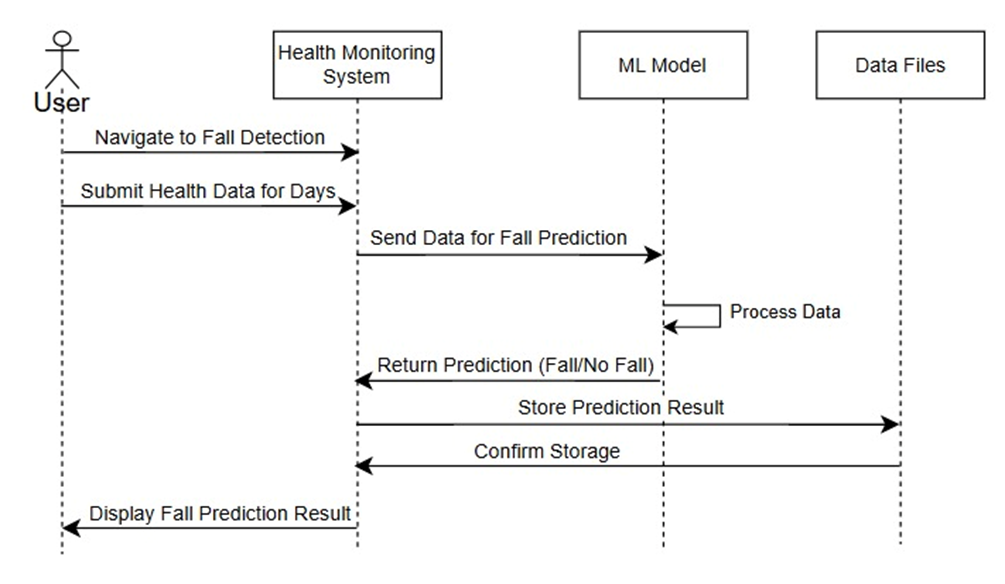 Health Monitoring
System
ML Model
Data Files
User
Navigate to Fall Detection
Submit Health Data for Days
Send Data for Fall Prediction
Process Data
Return Prediction (Fall/No Fall)
Store Prediction Result
Confirm Storage
Display Fall Prediction Result